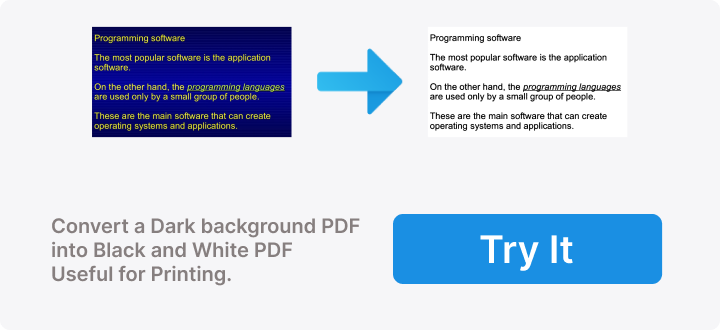 Programming software
The most popular software is the application
software.
On the other hand, the programming languages
are used only by a small group of people.
These are the main software that can create
operating systems and applications.
Programming software
The most popular software is the application
software.
On the other hand, the programming languages
are used only by a small group of people.
These are the main software that can create
operating systems and applications.
Convert a Dark background PDF
into Black and White PDF
Useful for Printing.
Try It